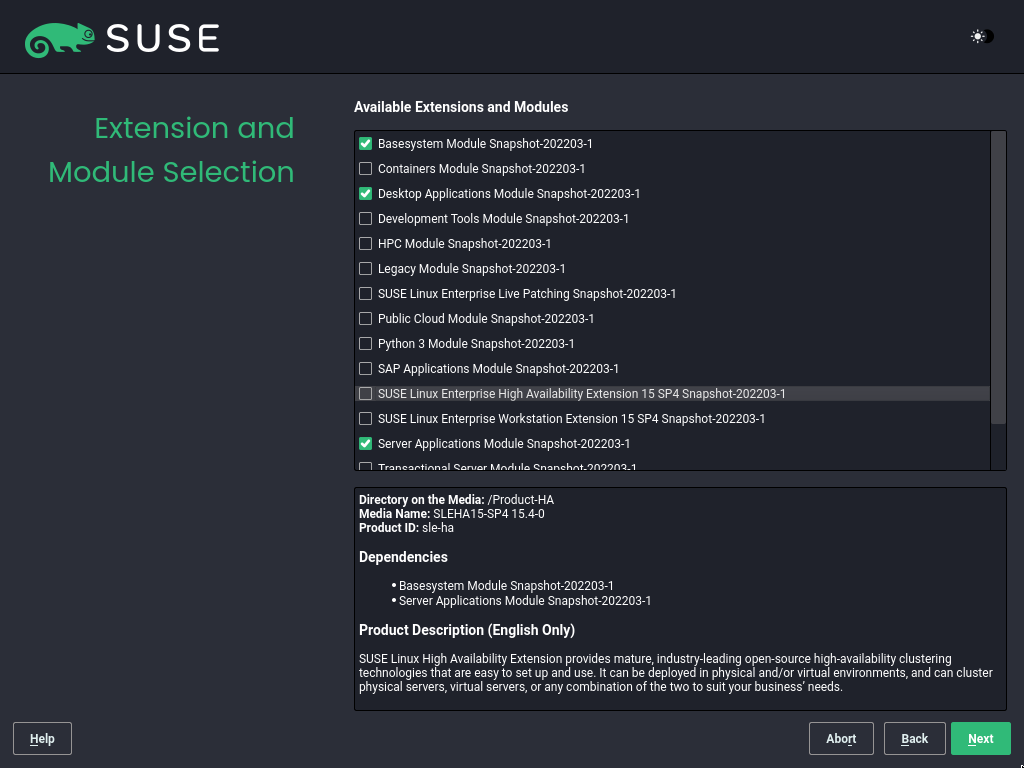 SUSE
Extension and
Module Selection
Available Extensions and Modules
Basesystem Module Snapshot-202203-1
Containers Module Snapshot-202203-1
Desktop Applications Module Snapshot-202203-1
Development Tools Module Snapshot-202203-1
HPC Module Snapshot-202203-1
Legacy Module Snapshot-202203-1
SUSE Linux Enterprise Live Patching Snapshot-202203-1
Public Cloud Module Snapshot-202203-1
Python 3 Module Snapshot-202203-1
SAP Applications Module Snapshot-202203-1
SUSE Linux Enterprise High Availability Extension 15 SP4 Snapshot-202203-1
SUSE Linux Enterprise Workstation Extension 15 SP4 Snapshot-202203-1
Server Applications Module Snapshot-202203-1
Transactional Server Module Snapshot-202203-1
Directory on the Media: /Product-HA
Media Name: SLEHA15-SP4 15.4-0
Product ID: sle-ha
Dependencies
• Basesystem Module Snapshot-202203-1
• Server Applications Module Snapshot-202203-1
Product Description (English Only)
SUSE Linux High Availability Extension provides mature, industry-leading open-source high-availability clustering
technologies that are easy to set up and use. It can be deployed in physical and/or virtual environments, and can cluster
physical servers, virtual servers, or any combination of the two to suit your business’ needs.
Help Abort Back Next